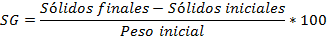 SG = (Sólidos finales − Sólidos iniciales) / Peso inicial * 100